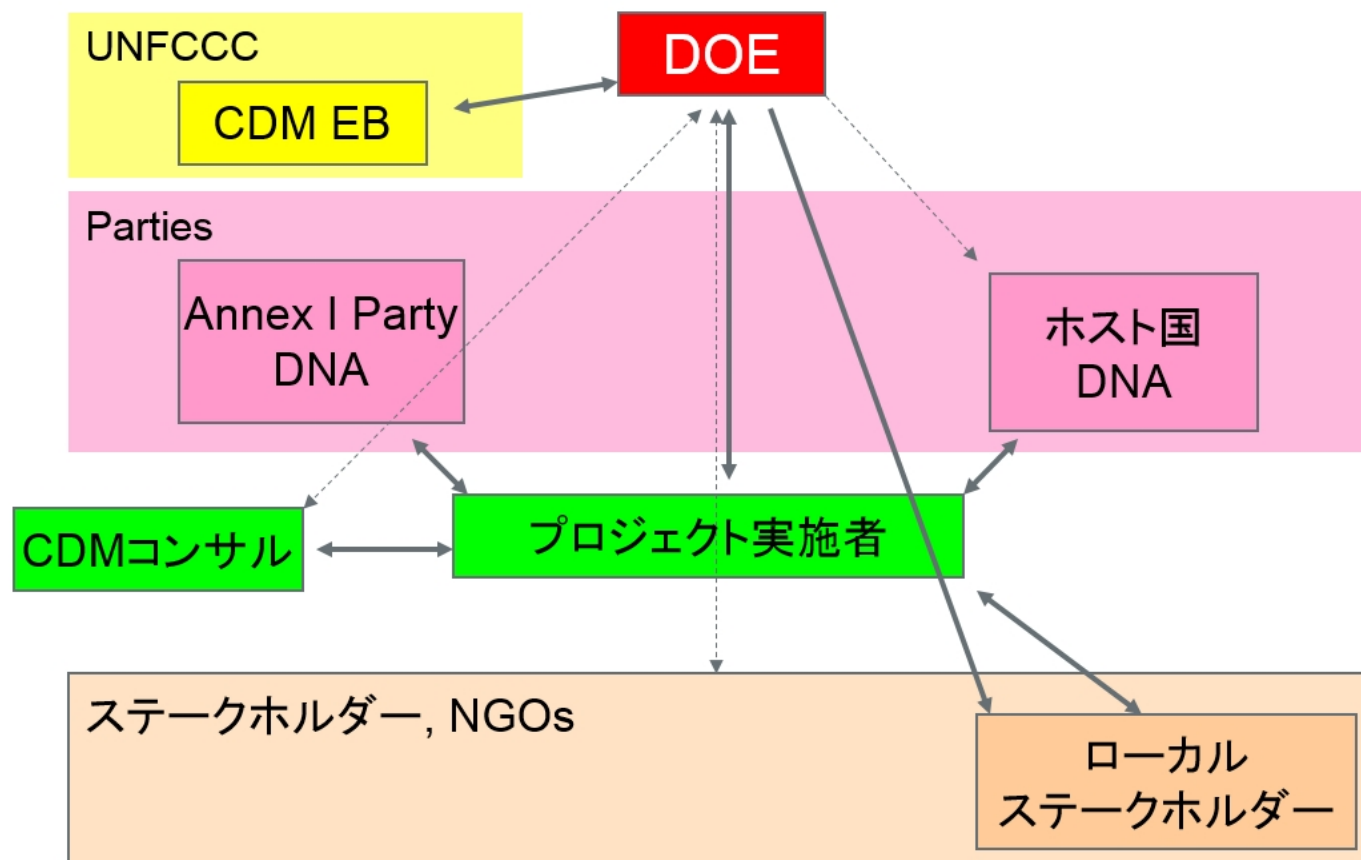 UNFCCC
DOE
CDM EB
Parties
Annex I Party
DNA
ホスト国
DNA
CDMコンサル
プロジェクト実施者
ステークホルダー, NGOs
ローカル
ステークホルダー